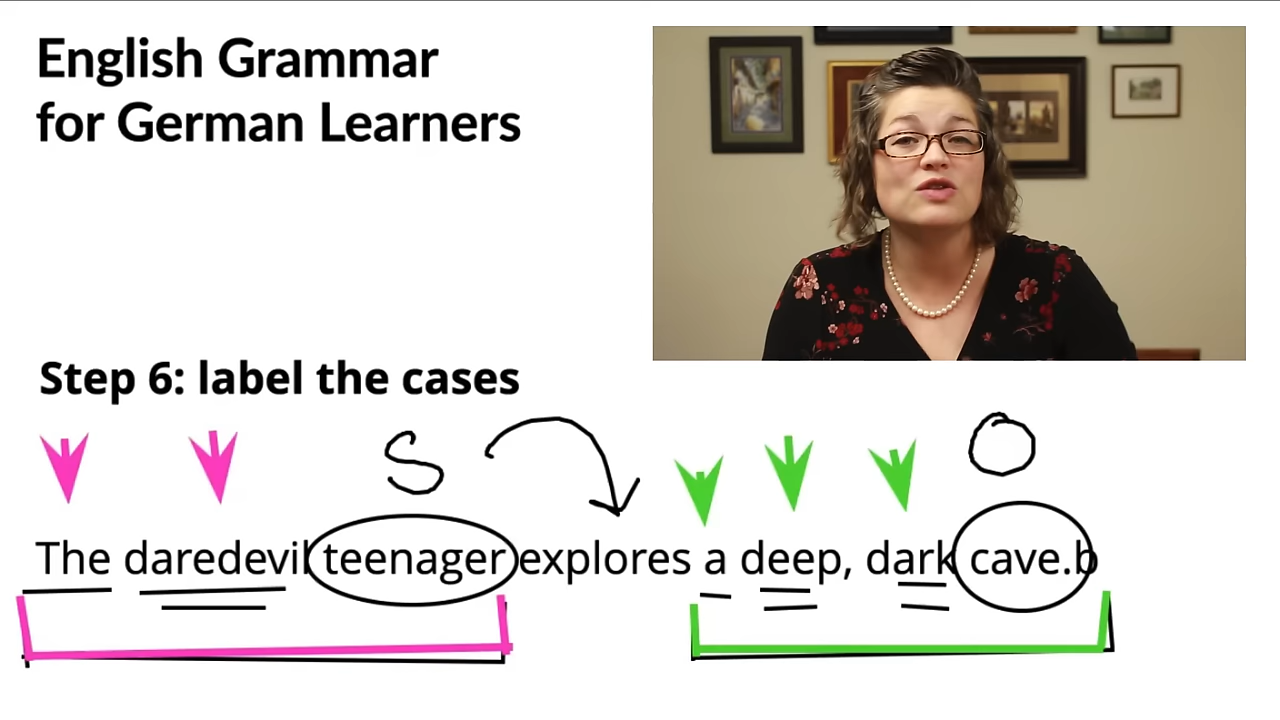 English Grammar
for German Learners
Step 6: label the cases
S O
The daredevil teenager explores a deep, dark cave.b